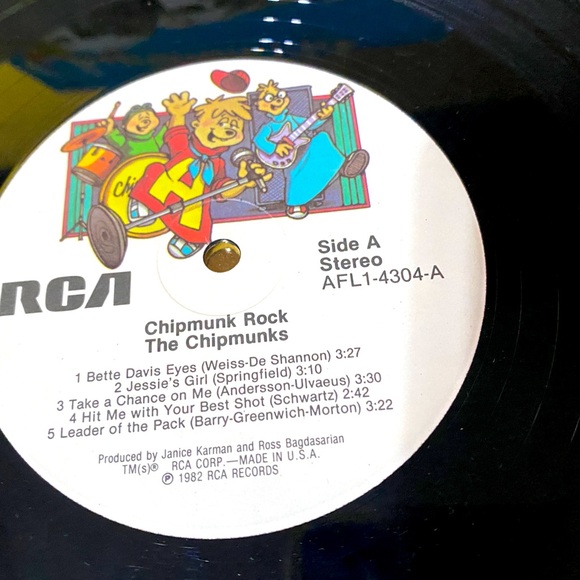 Chi
RCA
Side A
Stereo
AFL1-4304-A
Chipmunk Rock
The Chipmunks
1 Bette Davis Eyes (Weiss-De Shannon) 3:27
2 Jessie's Girl (Springfield) 3:10
3 Take a Chance on Me (Andersson-Ulvaeus) 3:30
4 Hit Me with Your Best Shot (Schwartz) 2:42
5 Leader of the Pack (Barry-Greenwich-Morton) 3:22
Produced by Janice Karman and Ross Bagdasarian
TM(s)® RCA CORP.—MADE IN U.S.A.
℗ 1982 RCA RECORDS